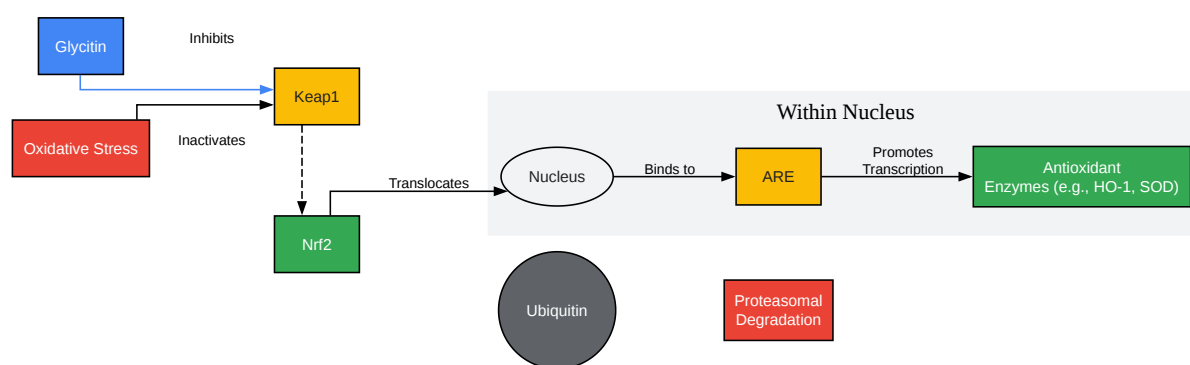 Glycitin
Inhibits
Keap1
Oxidative Stress
Inactivates
Nrf2
Translocates
Within Nucleus
Nucleus
Binds to
ARE
Promotes
Transcription
Antioxidant
Enzymes (e.g., HO-1, SOD)
Ubiquitin
Proteasomal
Degradation